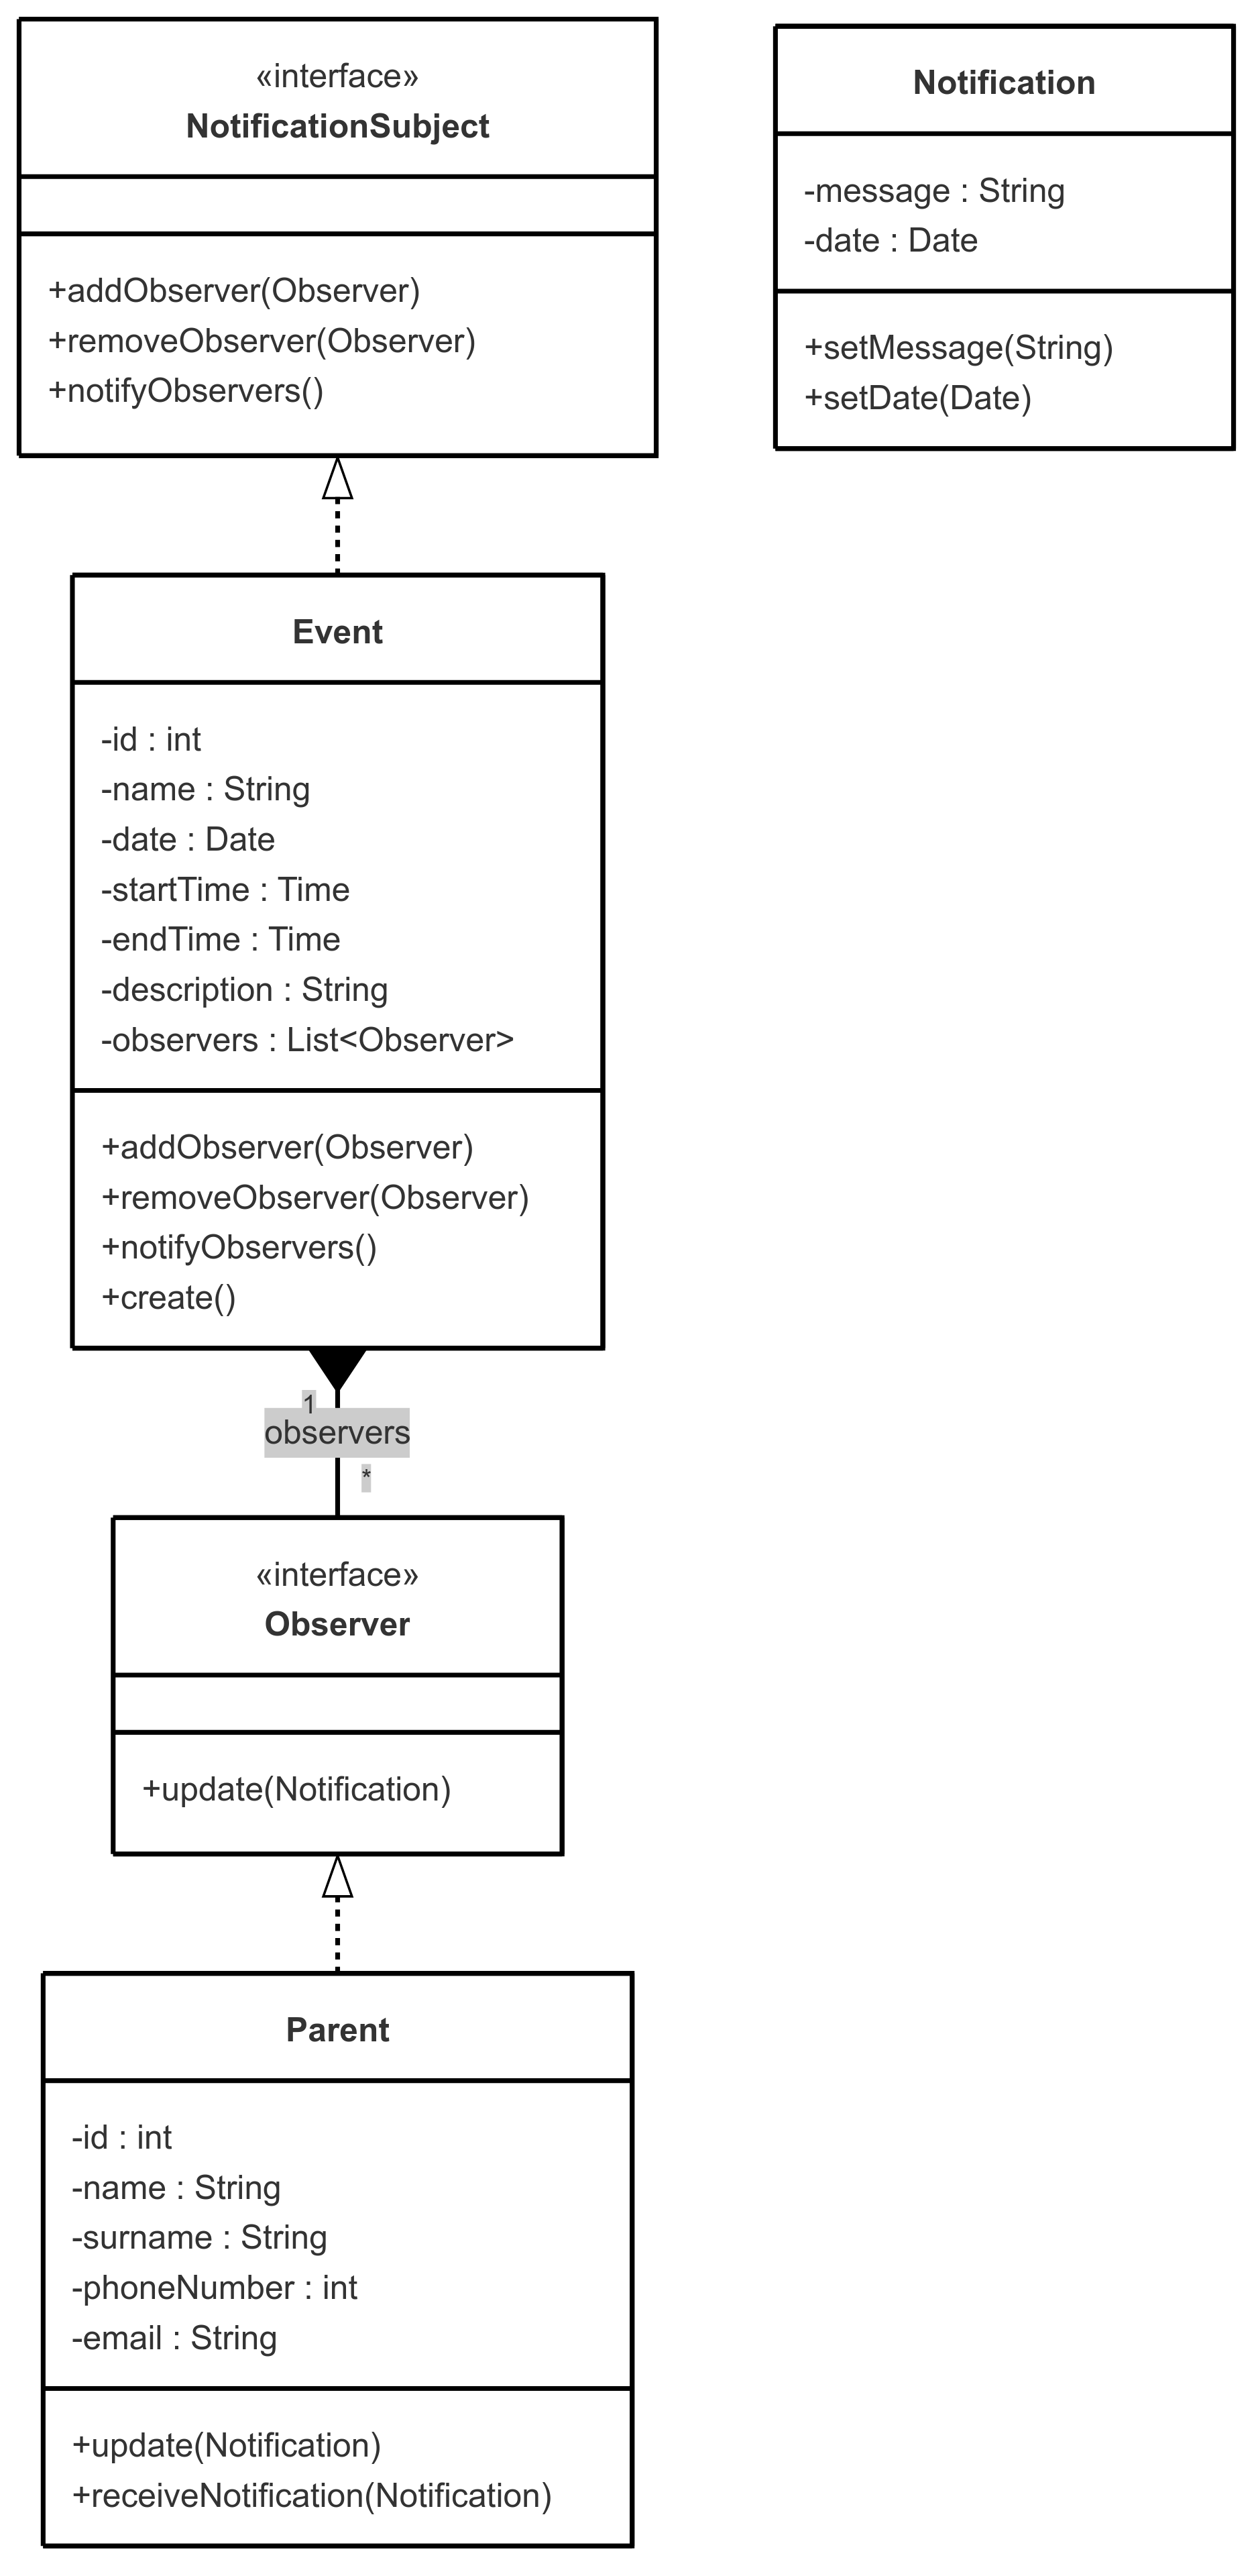 «interface»
NotificationSubject
+addObserver(Observer)
+removeObserver(Observer)
+notifyObservers()
Notification
-message : String
-date : Date
+setMessage(String)
+setDate(Date)
Event
-id : int
-name : String
-date : Date
-startTime : Time
-endTime : Time
-description : String
-observers : List<Observer>
+addObserver(Observer)
+removeObserver(Observer)
+notifyObservers()
+create()
1
observers
*
«interface»
Observer
+update(Notification)
Parent
-id : int
-name : String
-surname : String
-phoneNumber : int
-email : String
+update(Notification)
+receiveNotification(Notification)